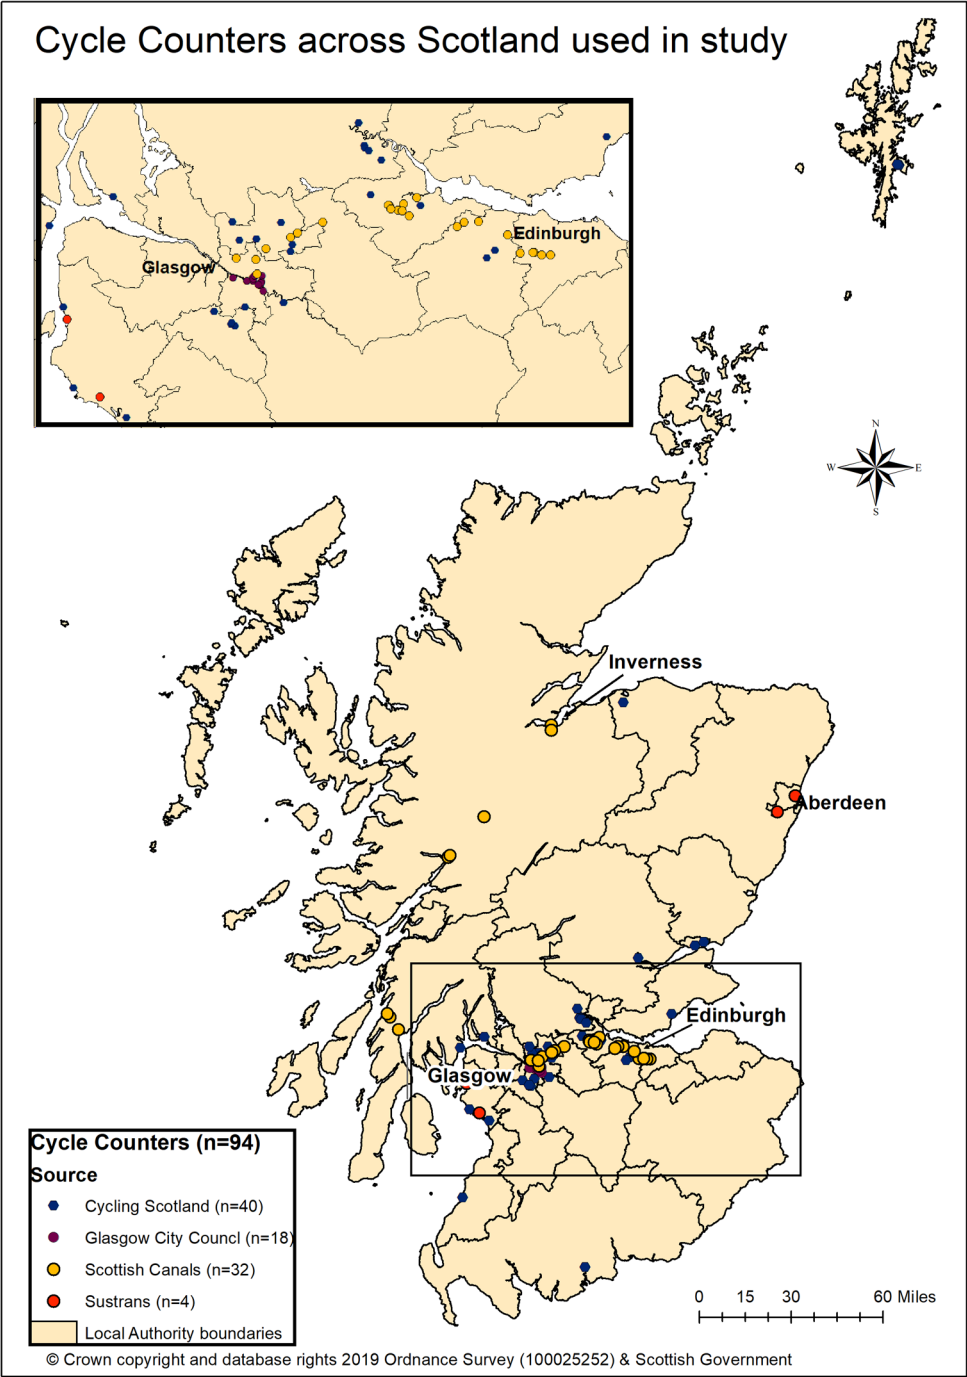 Cycle Counters across Scotland used in study
Edinburgh
Glasgow
N
W E
S
Inverness
Aberdeen
Edinburgh
Glasgow
Cycle Counters (n=94)
Source
Cycling Scotland (n=40)
Glasgow City Councl (n=18)
Scottish Canals (n=32)
Sustrans (n=4)
Local Authority boundaries
0 15 30 60 Miles
© Crown copyright and database rights 2019 Ordnance Survey (100025252) & Scottish Government